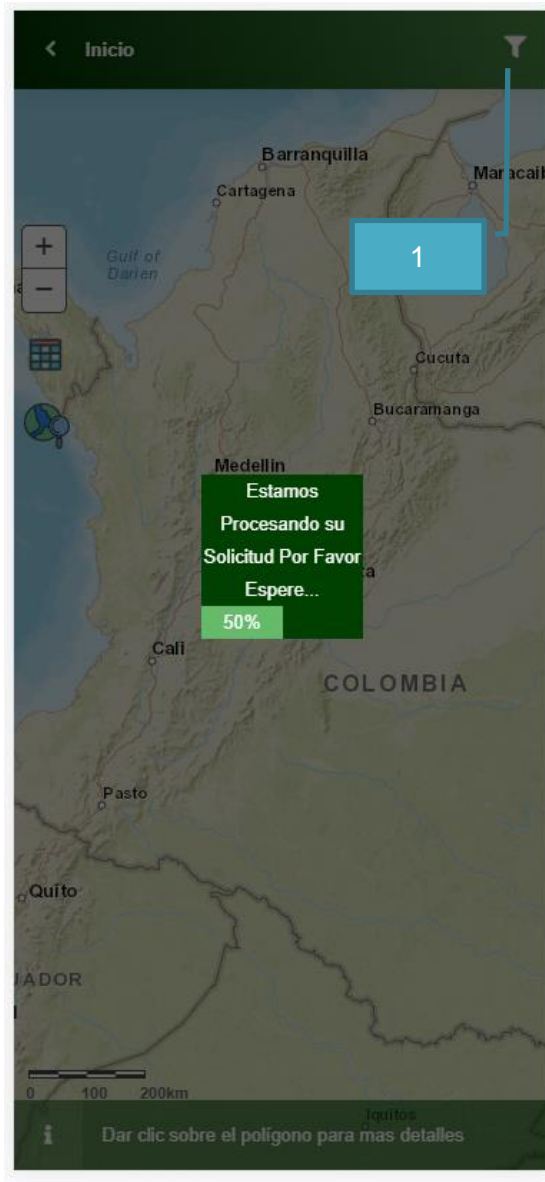 Inicio
Barranquilla
Maracaib
Cartagena
1
+
Gulf of
Darien
−
Cucuta
Bucaramanga
Medellin
Estamos
Procesando su
Solicitud Por Favor
Espere...
50%
Cali
COLOMBIA
Pasto
Quito
UADOR
0 100 200km
Iquitos
Dar clic sobre el polígono para mas detalles